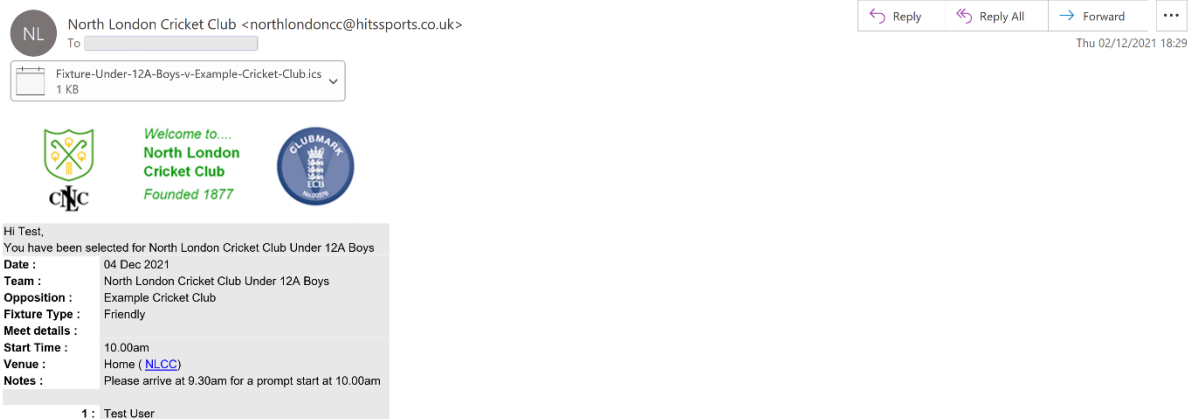 NL
North London Cricket Club <northlondoncc@hitssports.co.uk>
To
Reply
Reply All
Forward
Thu 02/12/2021 18:29
Fixture-Under-12A-Boys-v-Example-Cricket-Club.ics
1 KB
CNLCC
Welcome to....
North London
Cricket Club
Founded 1877
CLUBMARK
ECB
Hi Test,
You have been selected for North London Cricket Club Under 12A Boys
Date : 04 Dec 2021
Team : North London Cricket Club Under 12A Boys
Opposition : Example Cricket Club
Fixture Type : Friendly
Meet details :
Start Time : 10.00am
Venue : Home ( NLCC)
Notes : Please arrive at 9.30am for a prompt start at 10.00am
1 : Test User